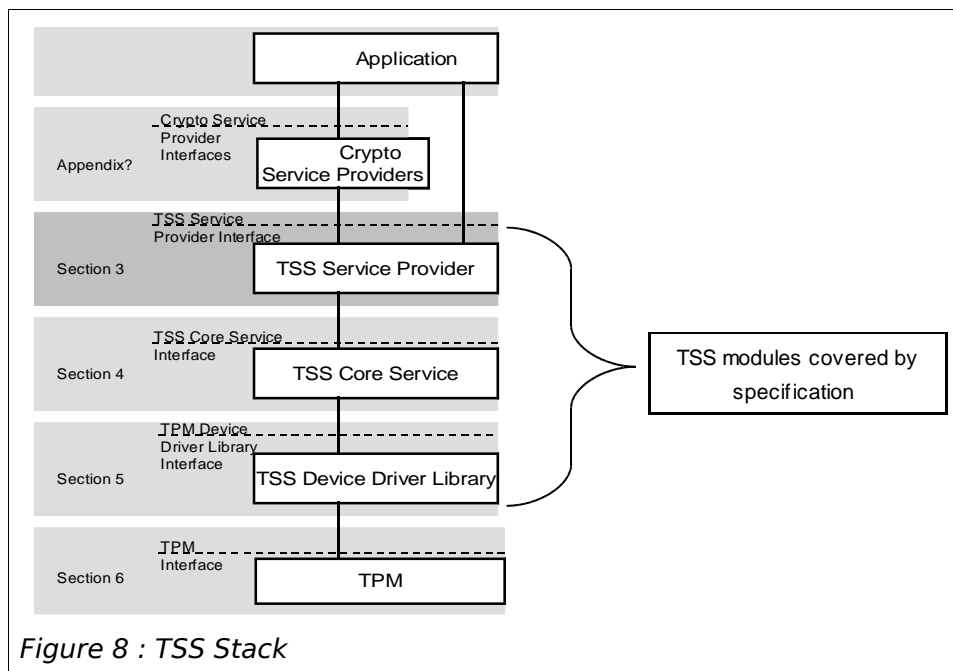 Application
Crypto Service
Provider
Interfaces
Appendix?
Crypto
Service Providers
TSS Service
Provider Interface
Section 3
TSS Service Provider
TSS Core Service
Interface
Section 4
TSS Core Service
TSS modules covered by
specification
TPM Device
Driver Library
Interface
Section 5
TSS Device Driver Library
TPM
Interface
Section 6
TPM
Figure 8 : TSS Stack